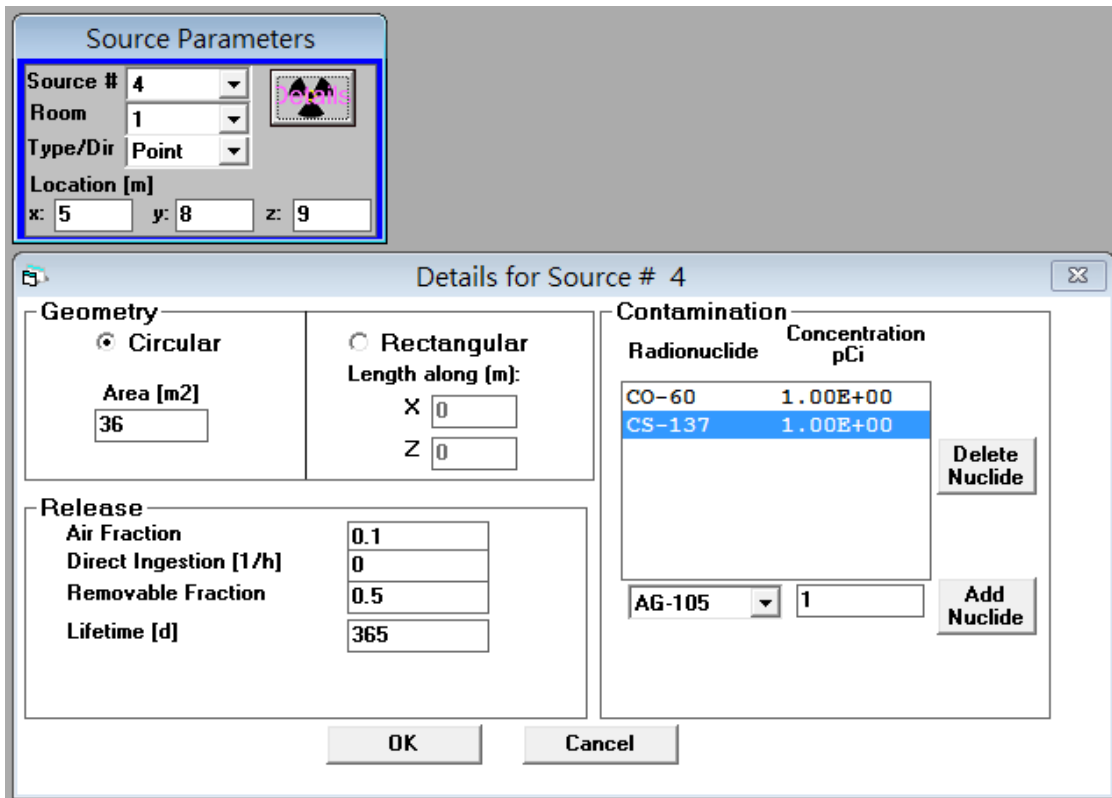 Source Parameters
Source # 4
Details
Room 1
Type/Dir Point
Location [m]
x: 5 y: 8 z: 9
Details for Source # 4
Geometry
Circular
Area [m2]
36
Rectangular
Length along (m):
X 0
Z 0
Release
Air Fraction 0.1
Direct Ingestion [1/h] 0
Removable Fraction 0.5
Lifetime [d] 365
Contamination
Radionuclide Concentration
pCi
CO-60 1.00E+00
CS-137 1.00E+00
Delete
Nuclide
AG-105 1
Add
Nuclide
OK Cancel